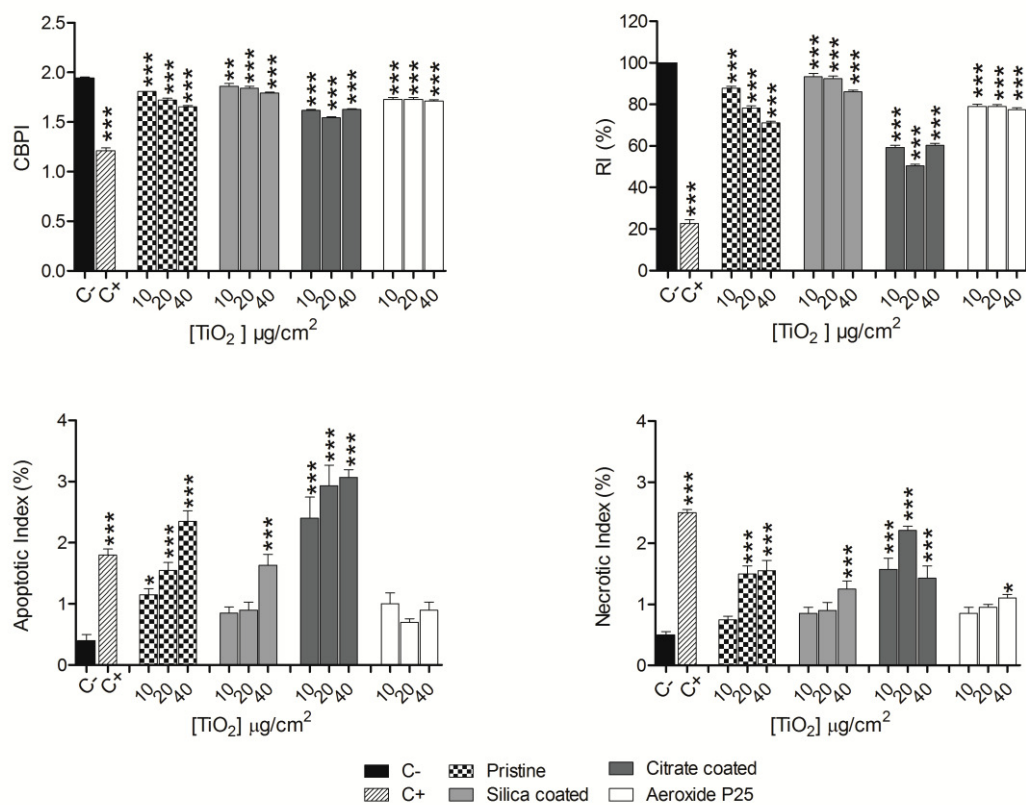 2.5
2.0
1.5
1.0
0.5
0.0
CBPI
** *** ***
*** *** *** *** *** *** *** *** ***
***
C- C+ 10 20 40 10 20 40 10 20 40 10 20 40
[TiO2 ] µg/cm2
120
100
80
60
40
20
0
RI (%)
*** *** *** *** *** *** *** *** *** *** *** ***
***
C- C+ 10 20 40 10 20 40 10 20 40 10 20 40
[TiO2 ] µg/cm2
4
3
2
1
0
Apoptotic Index (%)
*** * *** *** *** *** *** ***
C- C+ 10 20 40 10 20 40 10 20 40 10 20 40
[TiO2] µg/cm2
4
3
2
1
0
Necrotic Index (%)
*** *** *** *** *** *** *** *
C- C+ 10 20 40 10 20 40 10 20 40 10 20 40
[TiO2] µg/cm2
C- Pristine Citrate coated
C+ Silica coated Aeroxide P25